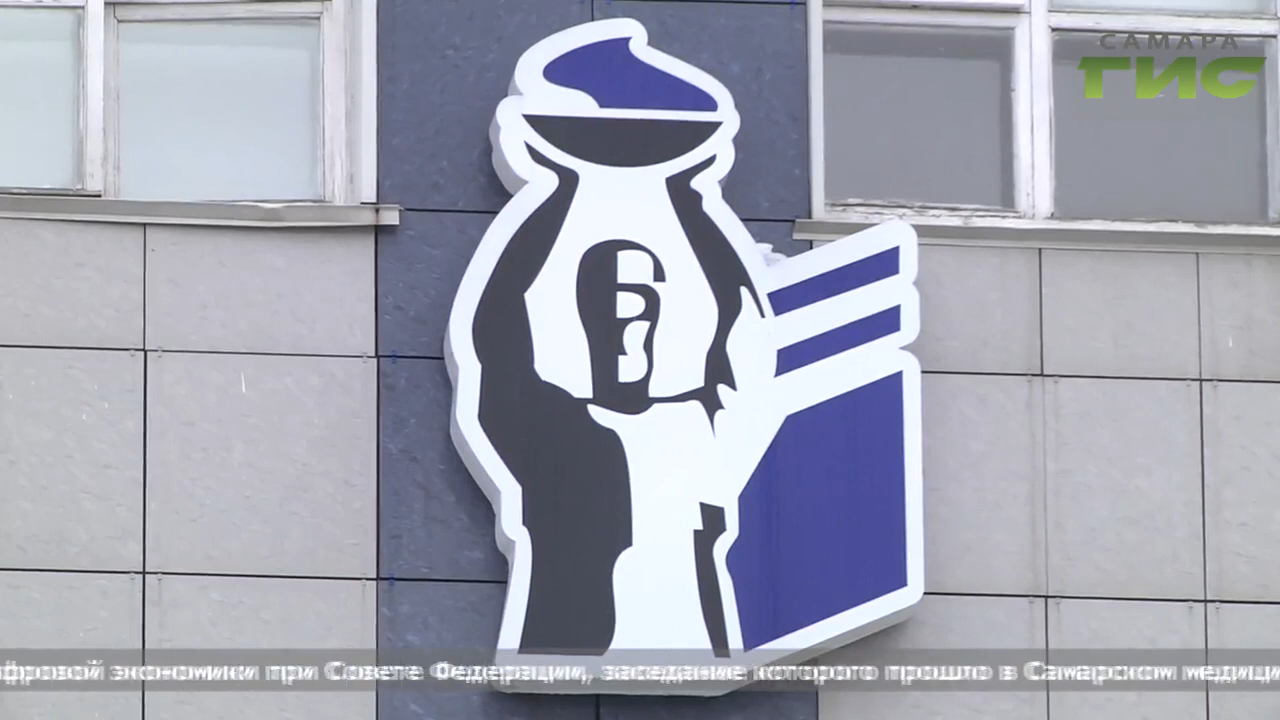 САМАРА
ГИС
фровой экономики при Совете Федерации, заседание которого прошло в Самарском медици